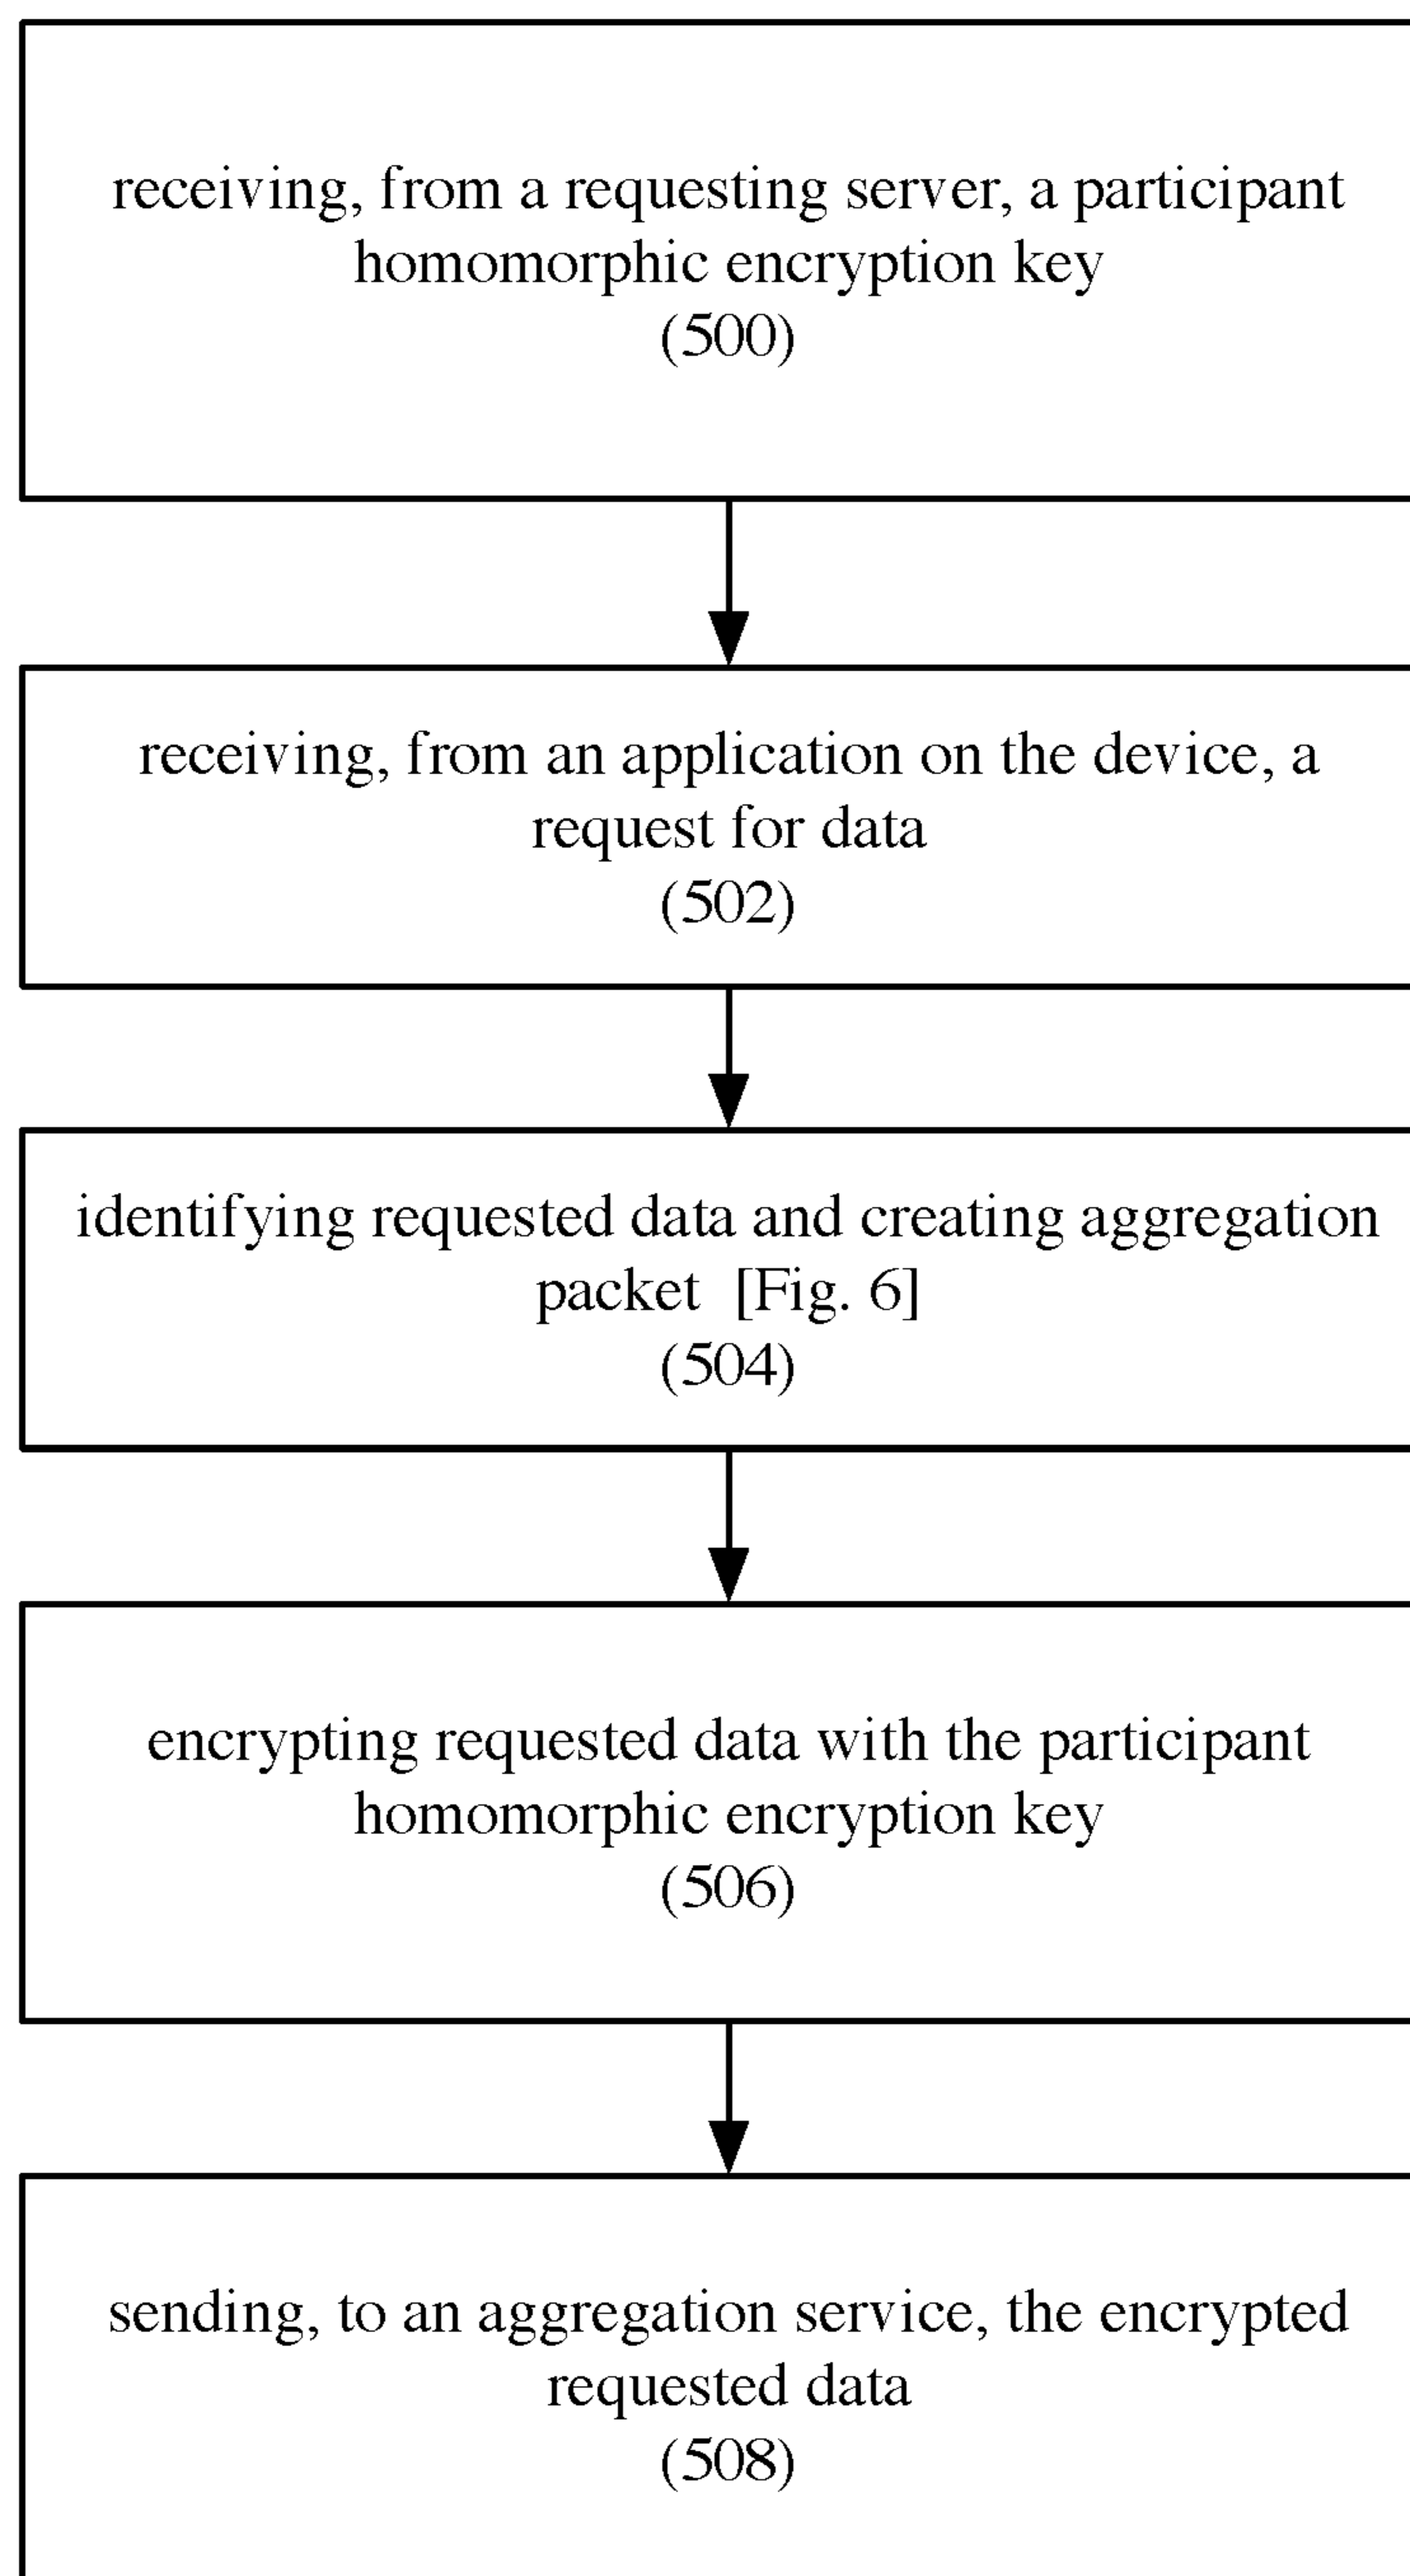 receiving, from a requesting server, a participant
homomorphic encryption key
(500)
receiving, from an application on the device, a
request for data
(502)
identifying requested data and creating aggregation
packet  [Fig. 6]
(504)
encrypting requested data with the participant
homomorphic encryption key
(506)
sending, to an aggregation service, the encrypted
requested data
(508)